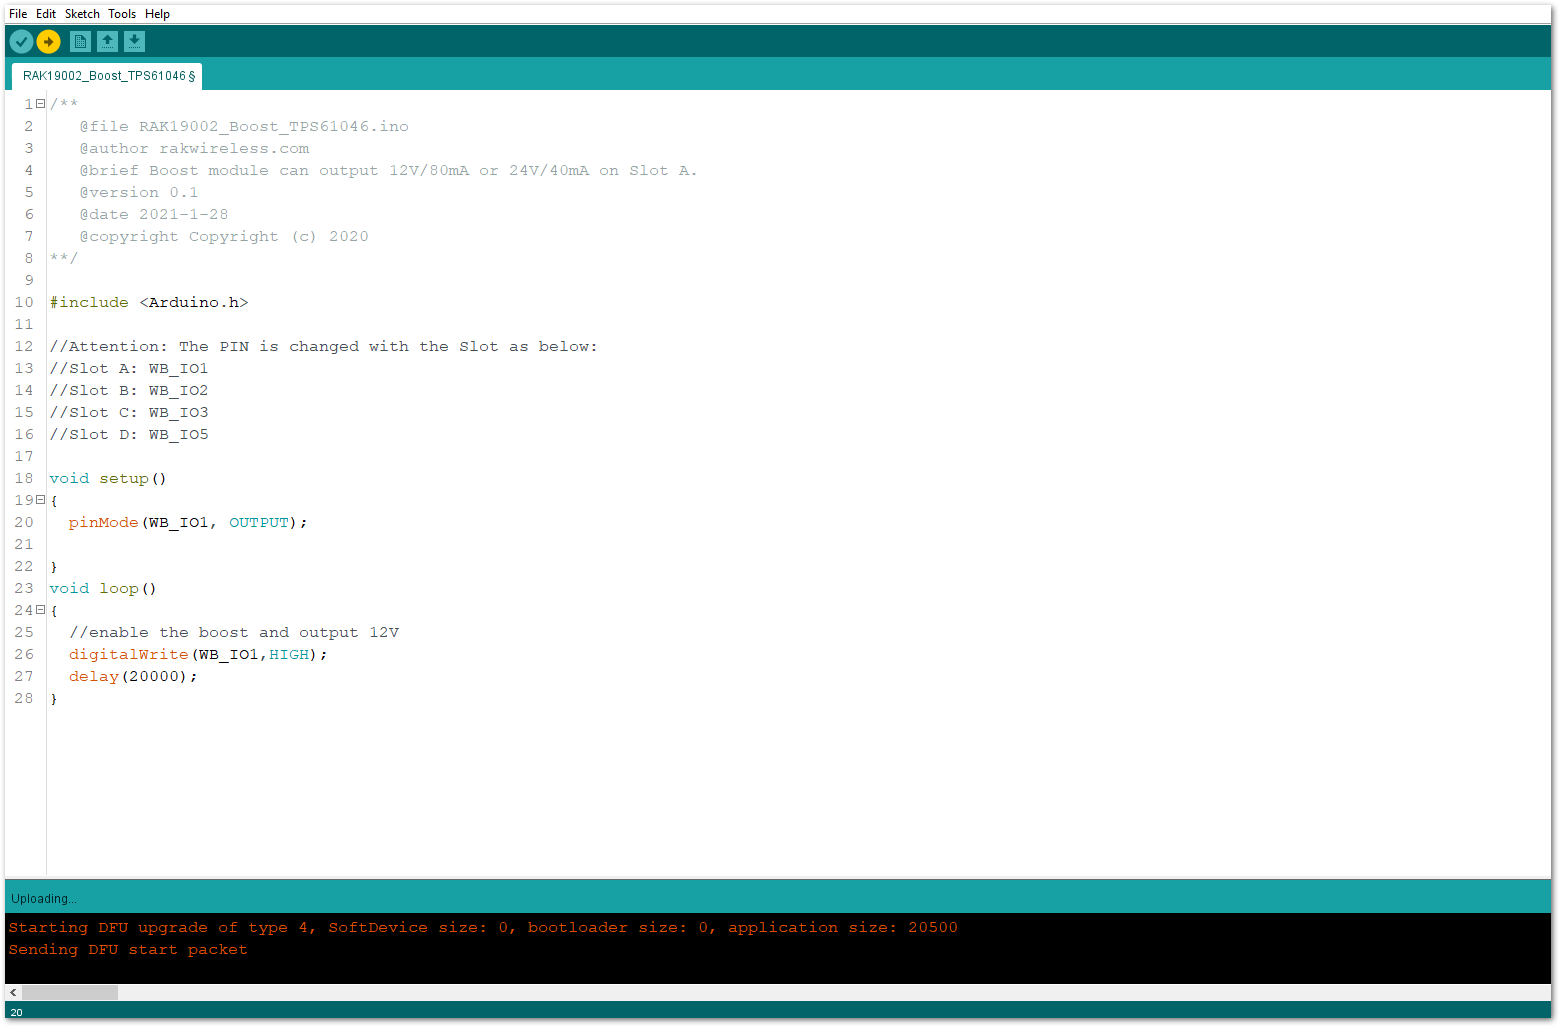 File Edit Sketch Tools Help
RAK19002_Boost_TPS61046 §
1 /**
2 @file RAK19002_Boost_TPS61046.ino
3 @author rakwireless.com
4 @brief Boost module can output 12V/80mA or 24V/40mA on Slot A.
5 @version 0.1
6 @date 2021-1-28
7 @copyright Copyright (c) 2020
8 **/
9
10 #include <Arduino.h>
11
12 //Attention: The PIN is changed with the Slot as below:
13 //Slot A: WB_IO1
14 //Slot B: WB_IO2
15 //Slot C: WB_IO3
16 //Slot D: WB_IO5
17
18 void setup()
19 {
20 pinMode(WB_IO1, OUTPUT);
21
22 }
23 void loop()
24 {
25 //enable the boost and output 12V
26 digitalWrite(WB_IO1,HIGH);
27 delay(20000);
28 }
Uploading...
Starting DFU upgrade of type 4, SoftDevice size: 0, bootloader size: 0, application size: 20500
Sending DFU start packet
20